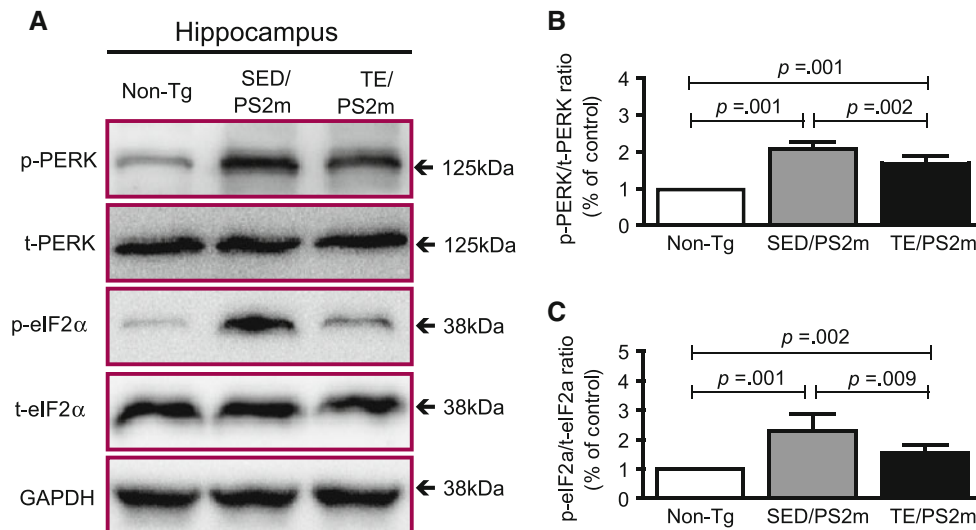 A
Hippocampus
Non-Tg
SED/
PS2m
TE/
PS2m
p-PERK
125kDa
t-PERK
125kDa
p-eIF2α
38kDa
t-eIF2α
38kDa
GAPDH
38kDa
B
p-PERK/t-PERK ratio
(% of control)
4
3
2
1
0
p =.001
p =.001
p =.002
Non-Tg SED/PS2m TE/PS2m
C
p-eIF2a/t-eIF2a ratio
(% of control)
5
4
3
2
1
0
p =.002
p =.001
p =.009
Non-Tg SED/PS2m TE/PS2m